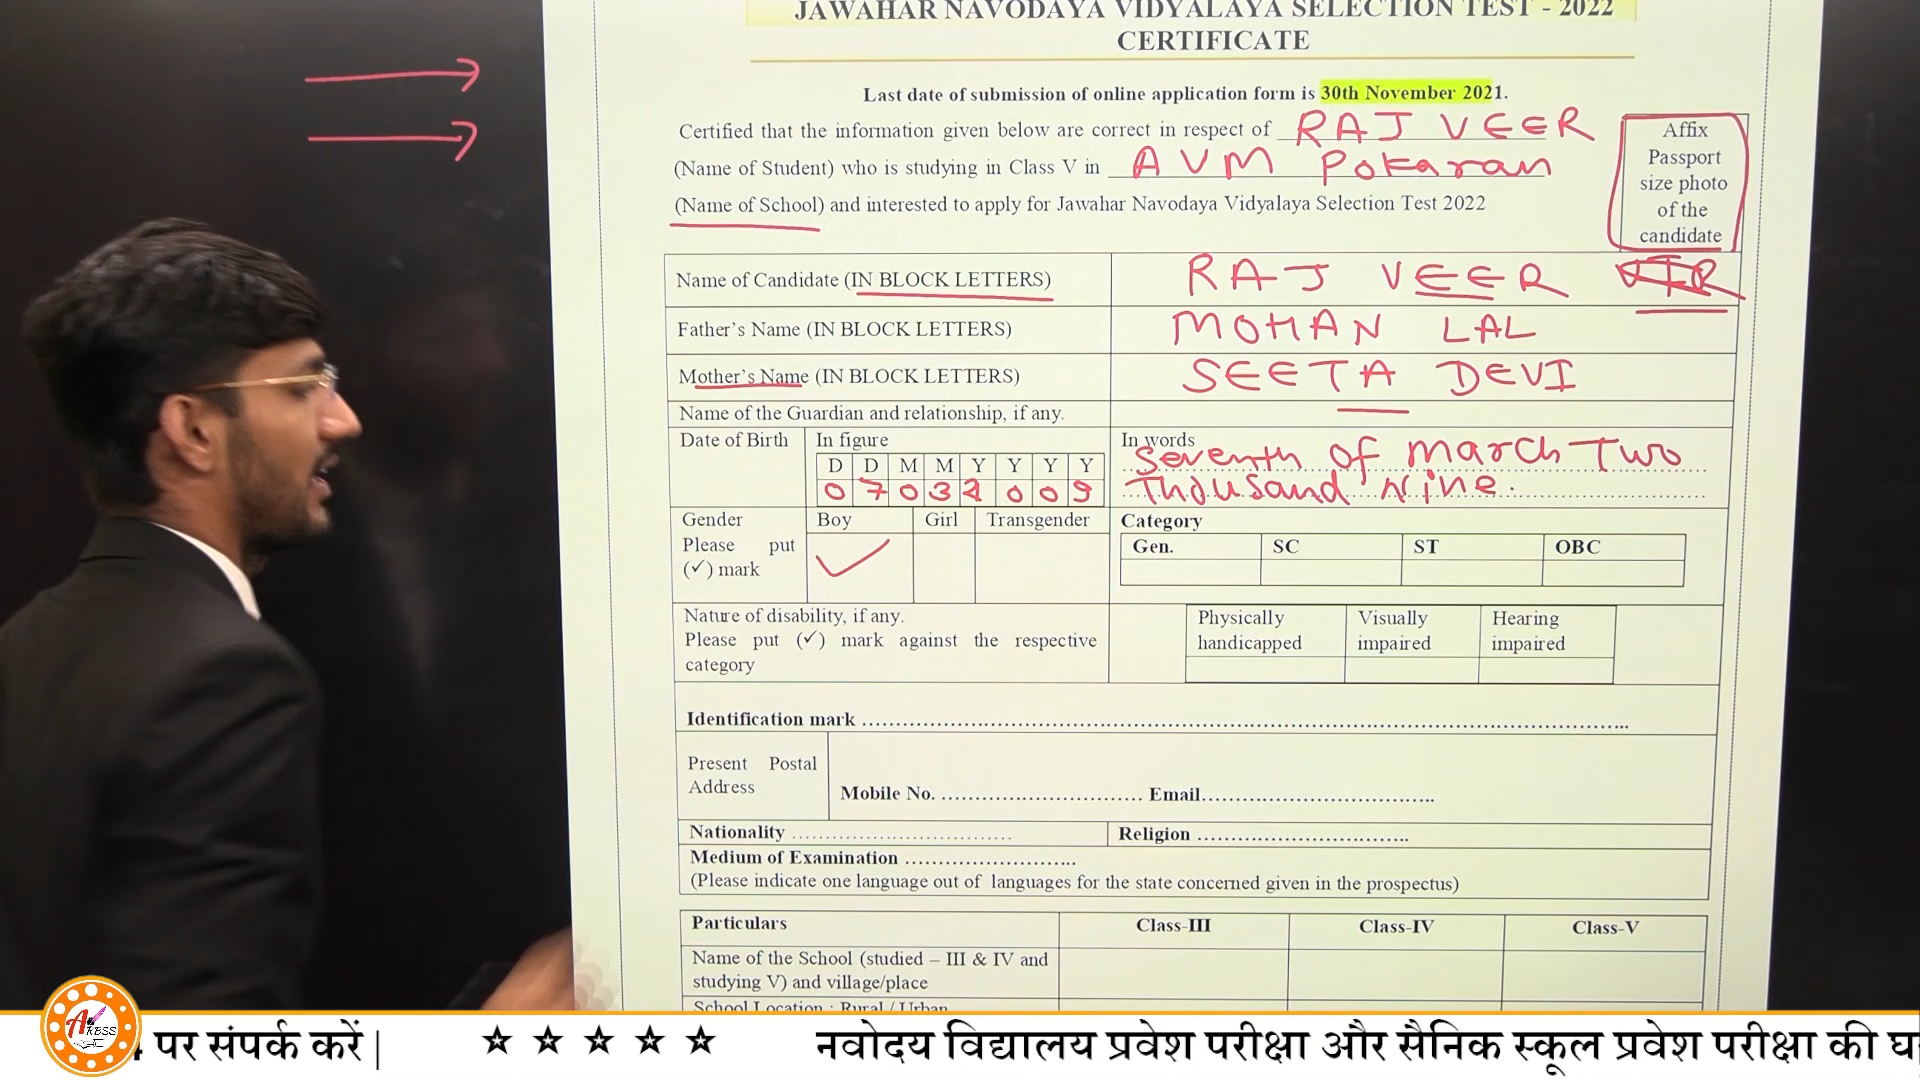 JAWAHAR NAVODAYA VIDYALAYA SELECTION TEST - 2022
CERTIFICATE
Last date of submission of online application form is 30th November 2021.
Certified that the information given below are correct in respect of RAJ VEER
(Name of Student) who is studying in Class V in AVM Pokaran
(Name of School) and interested to apply for Jawahar Navodaya Vidyalaya Selection Test 2022
Affix
Passport
size photo
of the
candidate
Name of Candidate (IN BLOCK LETTERS) RAJ VEER
Father's Name (IN BLOCK LETTERS) MOHAN LAL
Mother's Name (IN BLOCK LETTERS) SEETA DEVI
Name of the Guardian and relationship, if any.
Date of Birth In figure In words
D D M M Y Y Y Y
0 7 0 3 2 0 0 9
Seventh of march Two
Thousand Nine.
Gender
Please put
(✓) mark
Boy Girl Transgender
✓
Category
Gen. SC ST OBC
Nature of disability, if any.
Please put (✓) mark against the respective
category
Physically
handicapped
Visually
impaired
Hearing
impaired
Identification mark ........................
Present Postal
Address
Mobile No. ........................ Email........................
Nationality ........................ Religion ........................
Medium of Examination ........................
(Please indicate one language out of languages for the state concerned given in the prospectus)
Particulars Class-III Class-IV Class-V
Name of the School (studied – III & IV and
studying V) and village/place
School Location : Rural / Urban
पर संपर्क करें | ☆ ☆ ☆ ☆ ☆ नवोदय विद्यालय प्रवेश परीक्षा और सैनिक स्कूल प्रवेश परीक्षा की